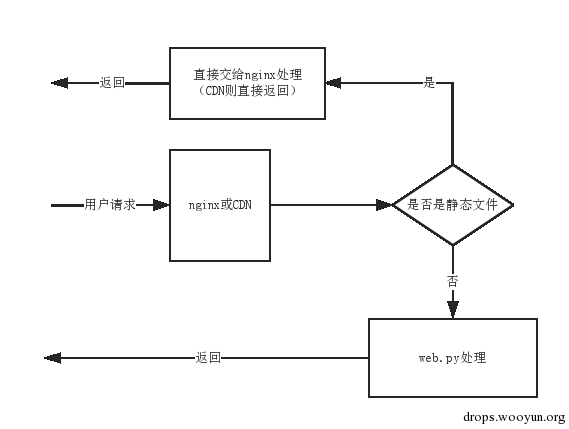 直接交给nginx处理
（CDN则直接返回）
返回
是
用户请求
nginx或CDN
是否是静态文件
否
返回
web.py处理
drops.wooyun.org